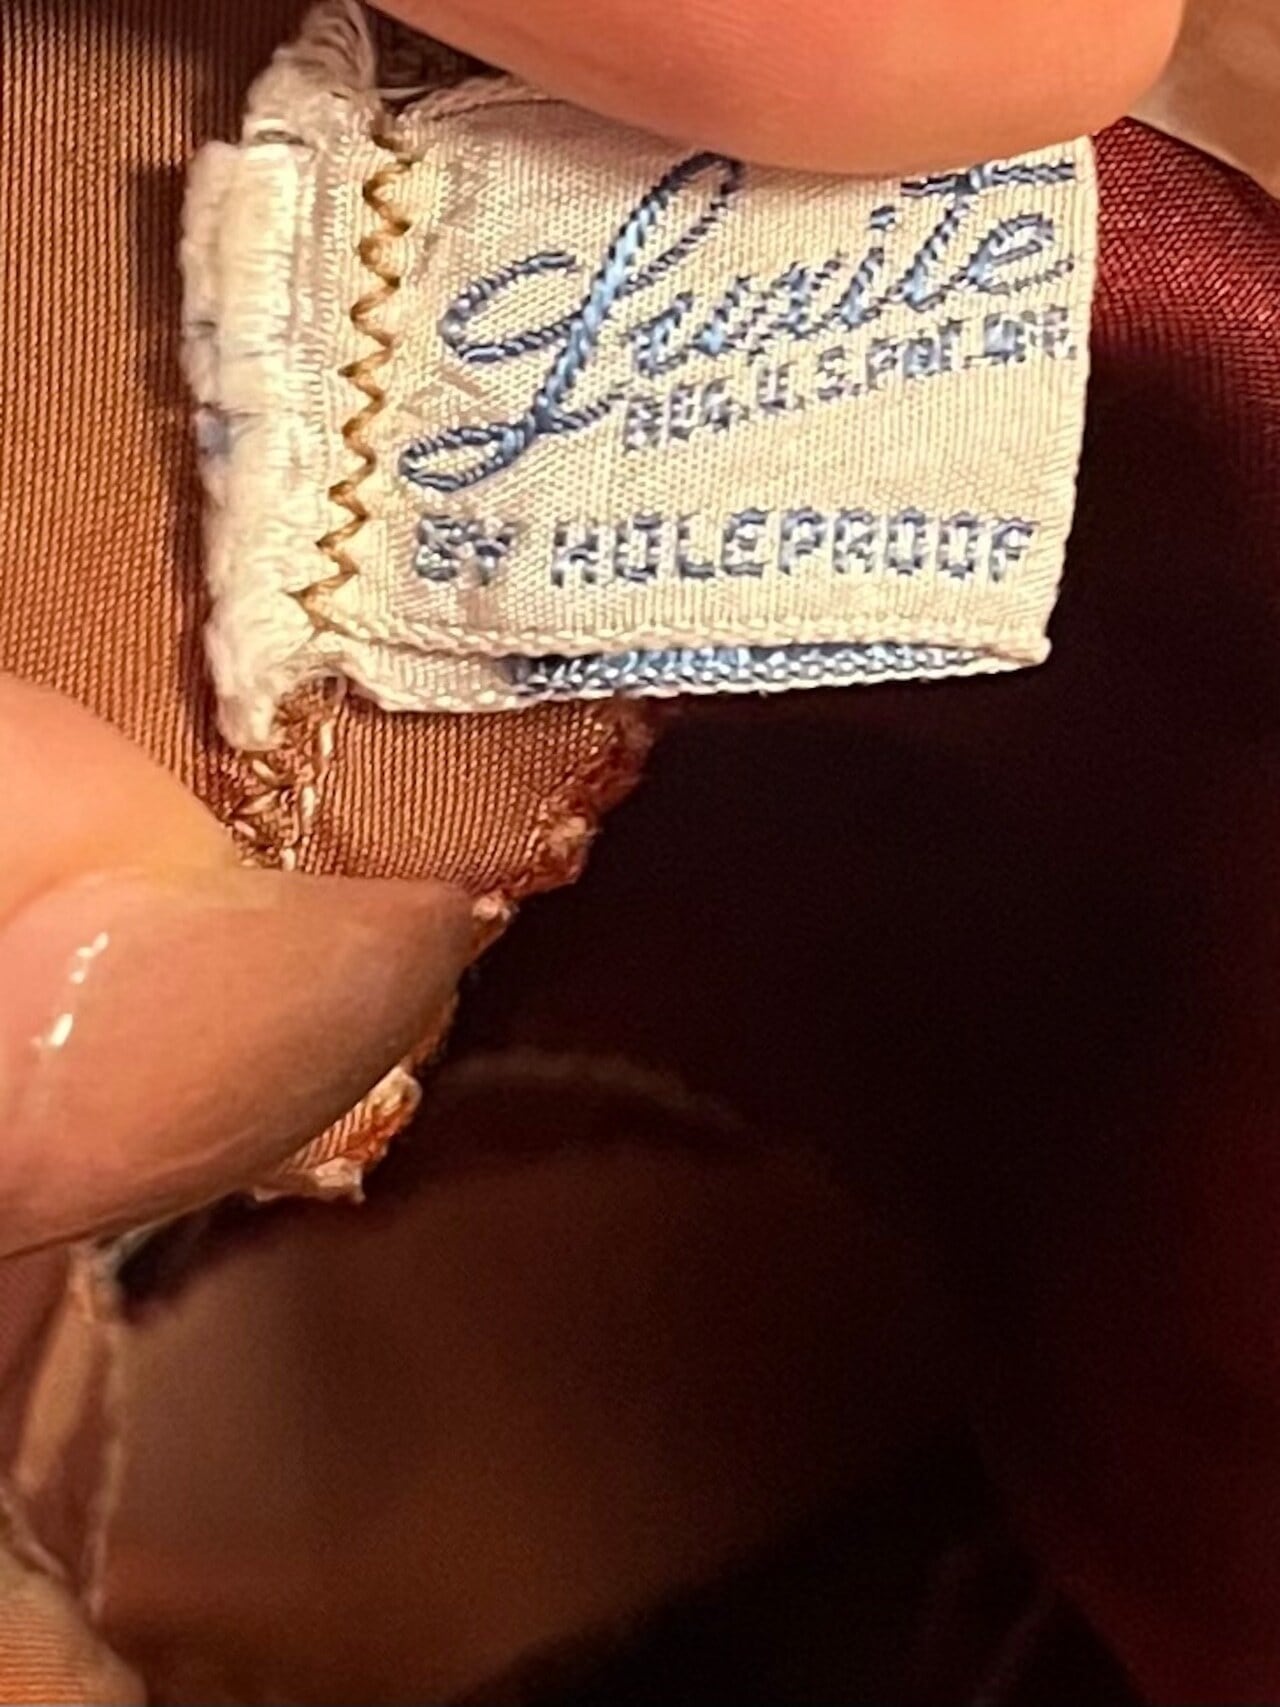 Luxite
REG. U. S. PAT. OFF.
BY HOLEPROOF